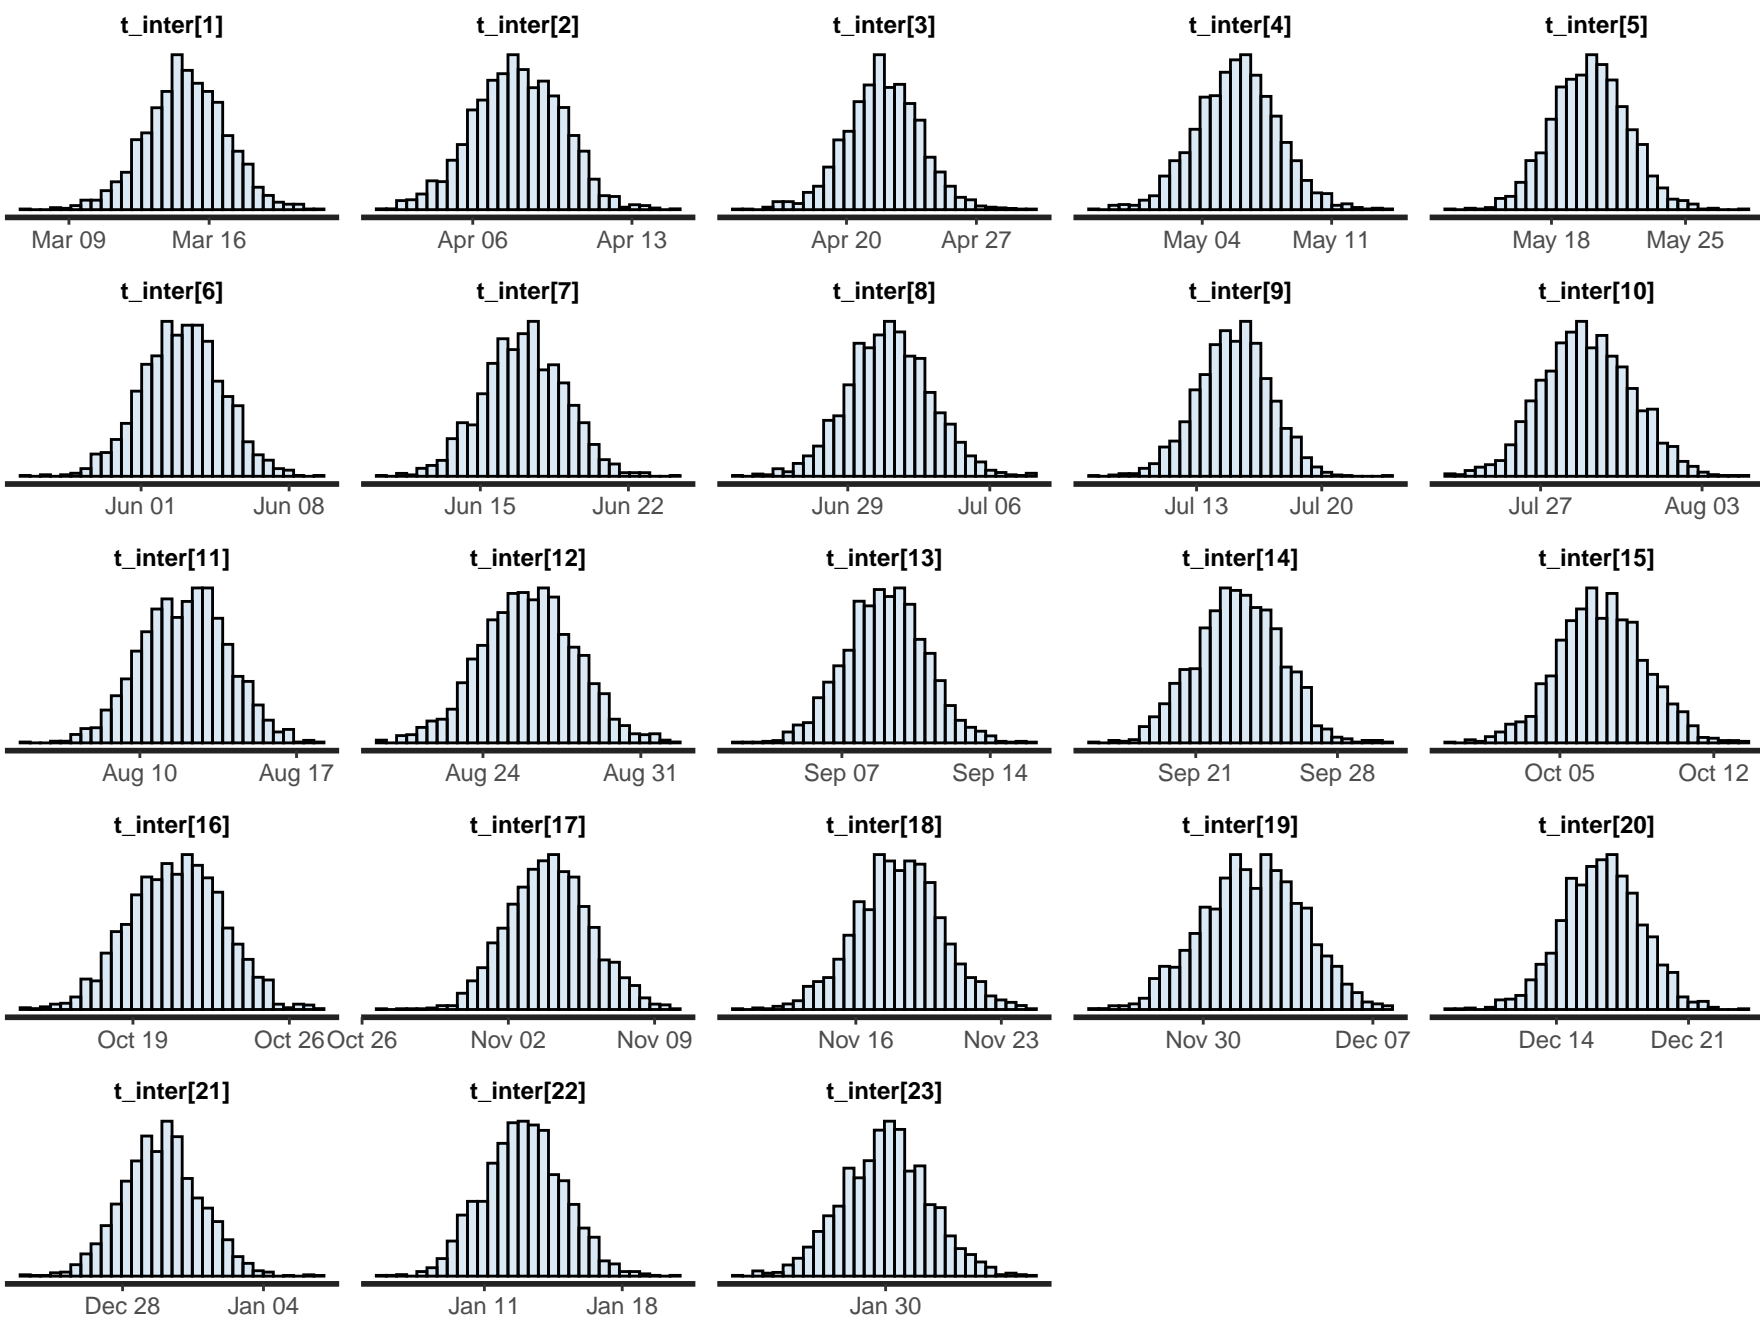 t_inter[1] t_inter[2] t_inter[3] t_inter[4] t_inter[5]
Mar 09 Mar 16 Apr 06 Apr 13 Apr 20 Apr 27 May 04 May 11 May 18 May 25
t_inter[6] t_inter[7] t_inter[8] t_inter[9] t_inter[10]
Jun 01 Jun 08 Jun 15 Jun 22 Jun 29 Jul 06 Jul 13 Jul 20 Jul 27 Aug 03
t_inter[11] t_inter[12] t_inter[13] t_inter[14] t_inter[15]
Aug 10 Aug 17 Aug 24 Aug 31 Sep 07 Sep 14 Sep 21 Sep 28 Oct 05 Oct 12
t_inter[16] t_inter[17] t_inter[18] t_inter[19] t_inter[20]
Oct 19 Oct 26 Oct 26 Nov 02 Nov 09 Nov 16 Nov 23 Nov 30 Dec 07 Dec 14 Dec 21
t_inter[21] t_inter[22] t_inter[23]
Dec 28 Jan 04 Jan 11 Jan 18 Jan 30